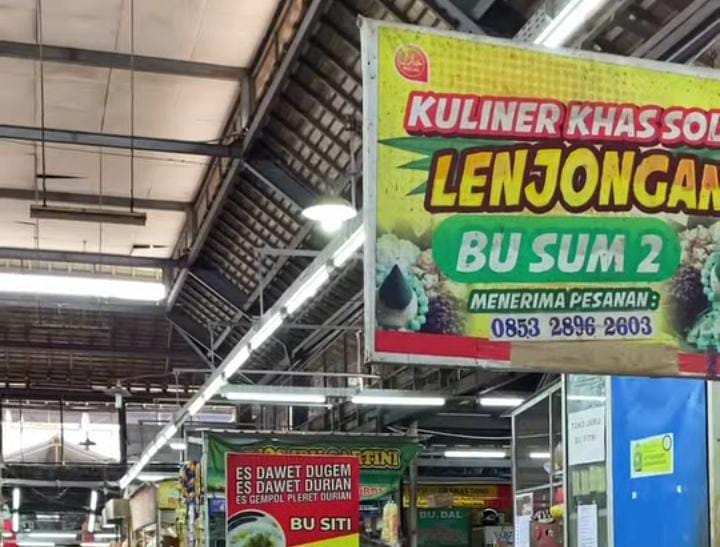 KULINER KHAS SOL
LENJONGAN
BU SUM 2
MENERIMA PESANAN :
0853 2896 2603
ES DAWET DUGEM
ES DAWET DURIAN
ES GEMPOL PLERET DURIAN
BU SITI
BU. DAL